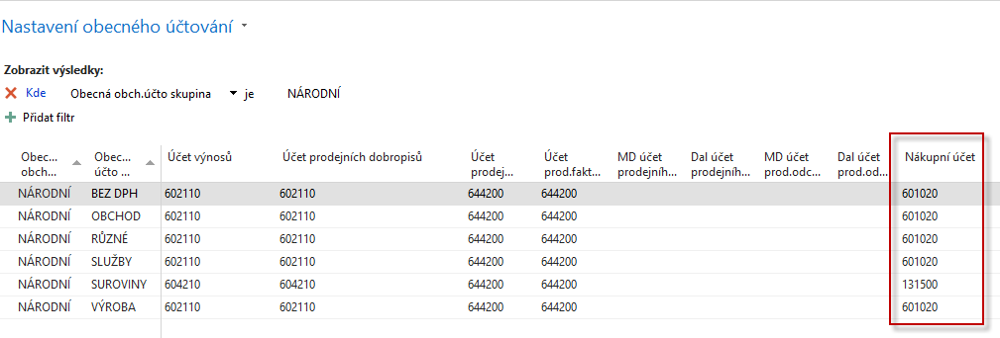 Nastavení obecného účtování
Zobrazit výsledky:
Kde Obecná obch.účto skupina je NÁRODNÍ
Přidat filtr
Obec... Obec... Účet výnosů Účet prodejních dobropisů Účet Účet MD účet Dal účet MD účet Dal účet Nákupní účet
obch... účto ... prodej... prod.fakt... prodejníh... prodejníh... prod.odc... prod.od...
NÁRODNÍ BEZ DPH 602110 602110 644200 644200 601020
NÁRODNÍ OBCHOD 602110 602110 644200 644200 601020
NÁRODNÍ RŮZNÉ 602110 602110 644200 644200 601020
NÁRODNÍ SLUŽBY 602110 602110 644200 644200 601020
NÁRODNÍ SUROVINY 604210 604210 644200 644200 131500
NÁRODNÍ VÝROBA 602110 602110 644200 644200 601020